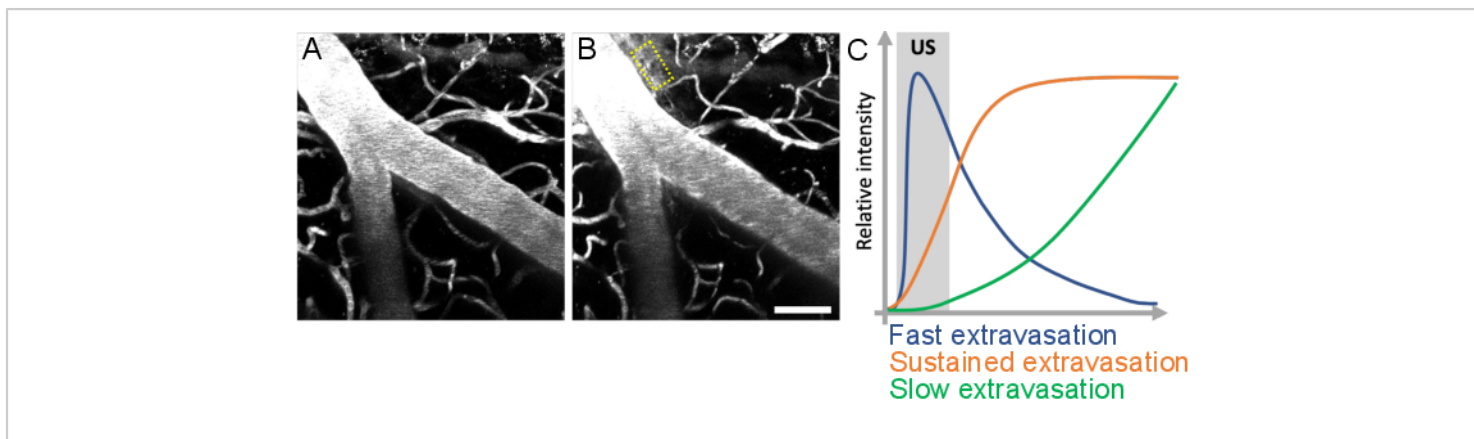 A
B
C
US
Relative intensity
Fast extravasation
Sustained extravasation
Slow extravasation